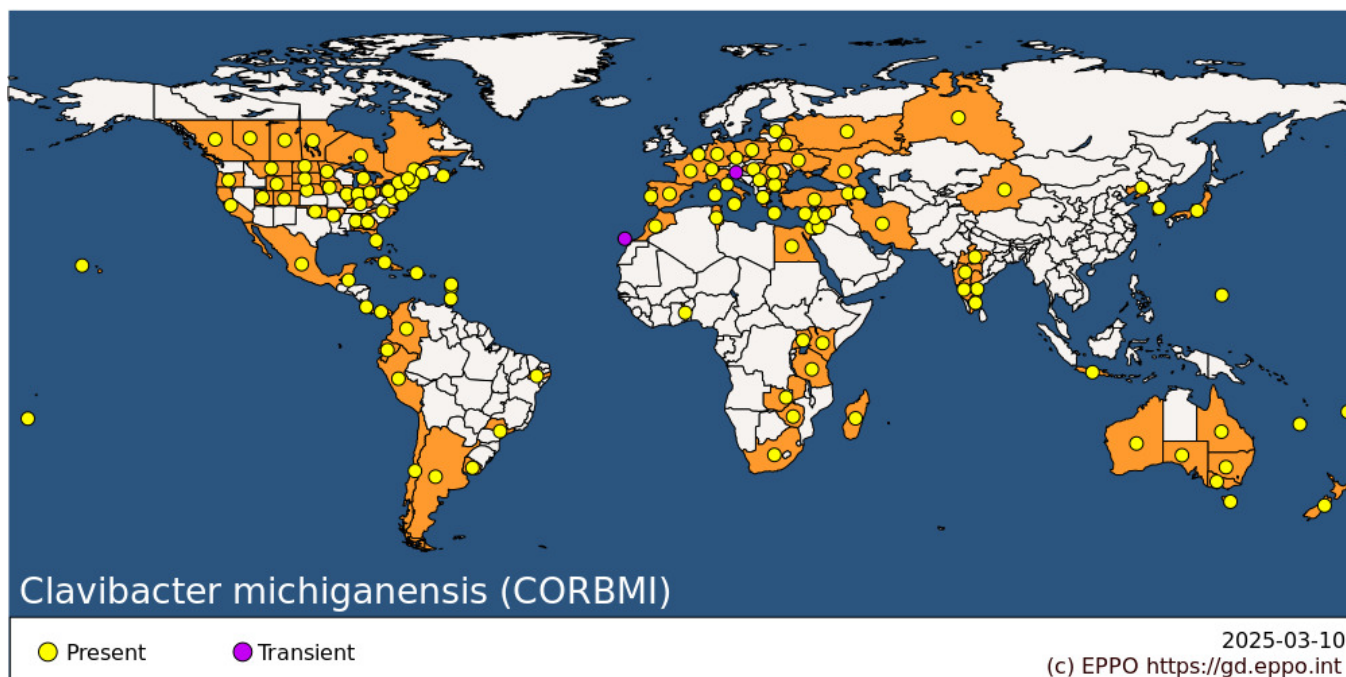 Clavibacter michiganensis (CORBMI)
Present
Transient
2025-03-10
(c) EPPO https://gd.eppo.int